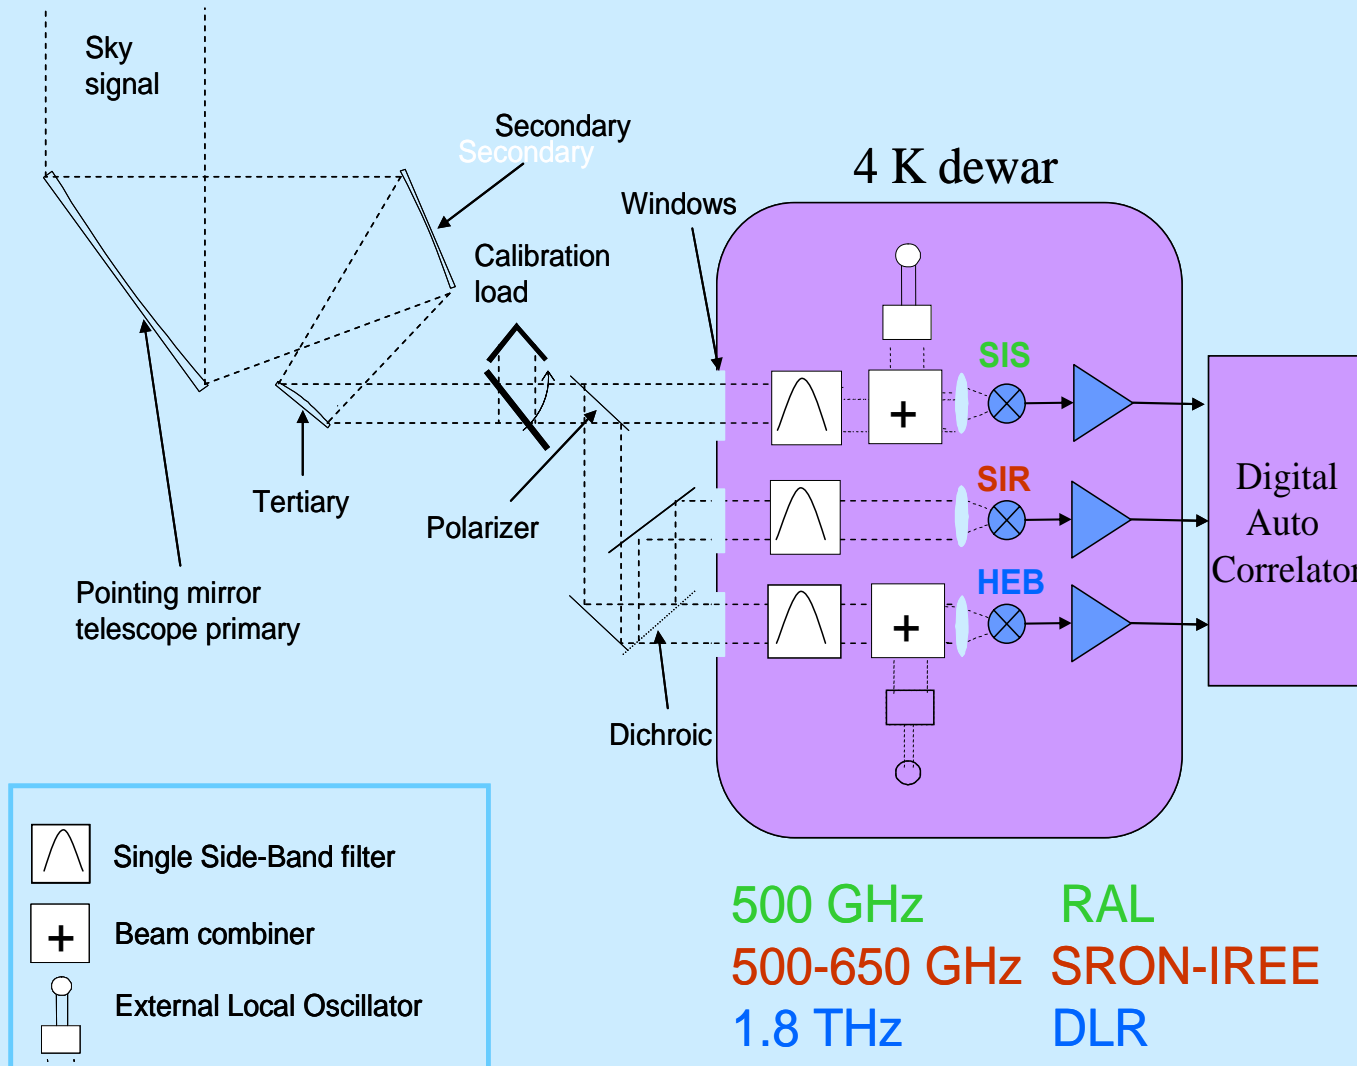 Sky
signal
Secondary
Secondary
4 K dewar
Windows
Calibration
load
SIS
+
SIR
Digital
Auto
Correlator
Tertiary
Polarizer
HEB
+
Pointing mirror
telescope primary
Dichroic
Single Side-Band filter
+
Beam combiner
External Local Oscillator
500 GHz RAL
500-650 GHz SRON-IREE
1.8 THz DLR